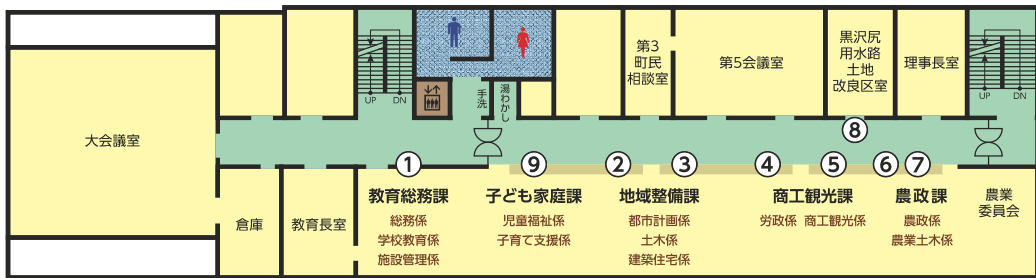 大会議室
UP
DN
手洗
湯わかし
第3
町民
相談室
第5会議室
黒沢尻
用水路
土地
改良区室
理事長室
UP
DN
①
⑨
②
③
④
⑤
⑧
⑥
⑦
倉庫
教育長室
教育総務課
総務係
学校教育係
施設管理係
子ども家庭課
児童福祉係
子育て支援係
地域整備課
都市計画係
土木係
建築住宅係
商工観光課
労政係
商工観光係
農政課
農政係
農業土木係
農業
委員会